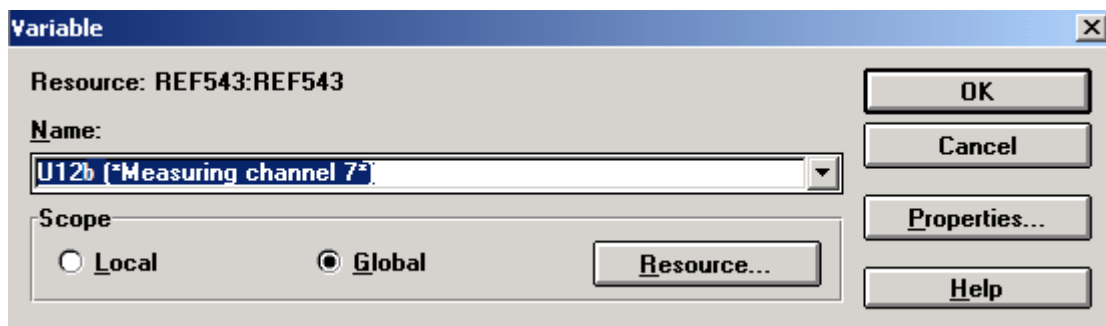 Variable
Resource: REF543:REF543
Name:
U12b (*Measuring channel 7*)
Scope
Local
Global
Resource...
OK
Cancel
Properties...
Help